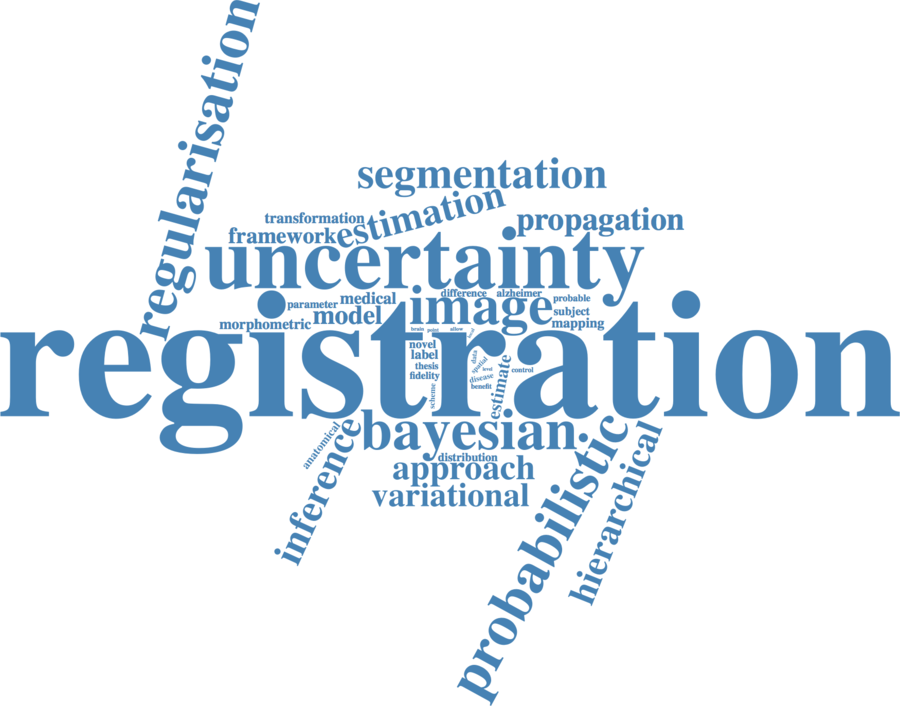 regularisation
segmentation
estimation
transformation
propagation
framework
uncertainty
difference
alzheimer
parameter
medical
image
probable
model
subject
morphometric
mapping
registration
brain
point
allow
novel
label
data
thesis
spatial
level
control
fidelity
disease
benefit
estimate
scheme
bayesian
anatomical
inference
distribution
approach
variational
probabilistic
hierarchical